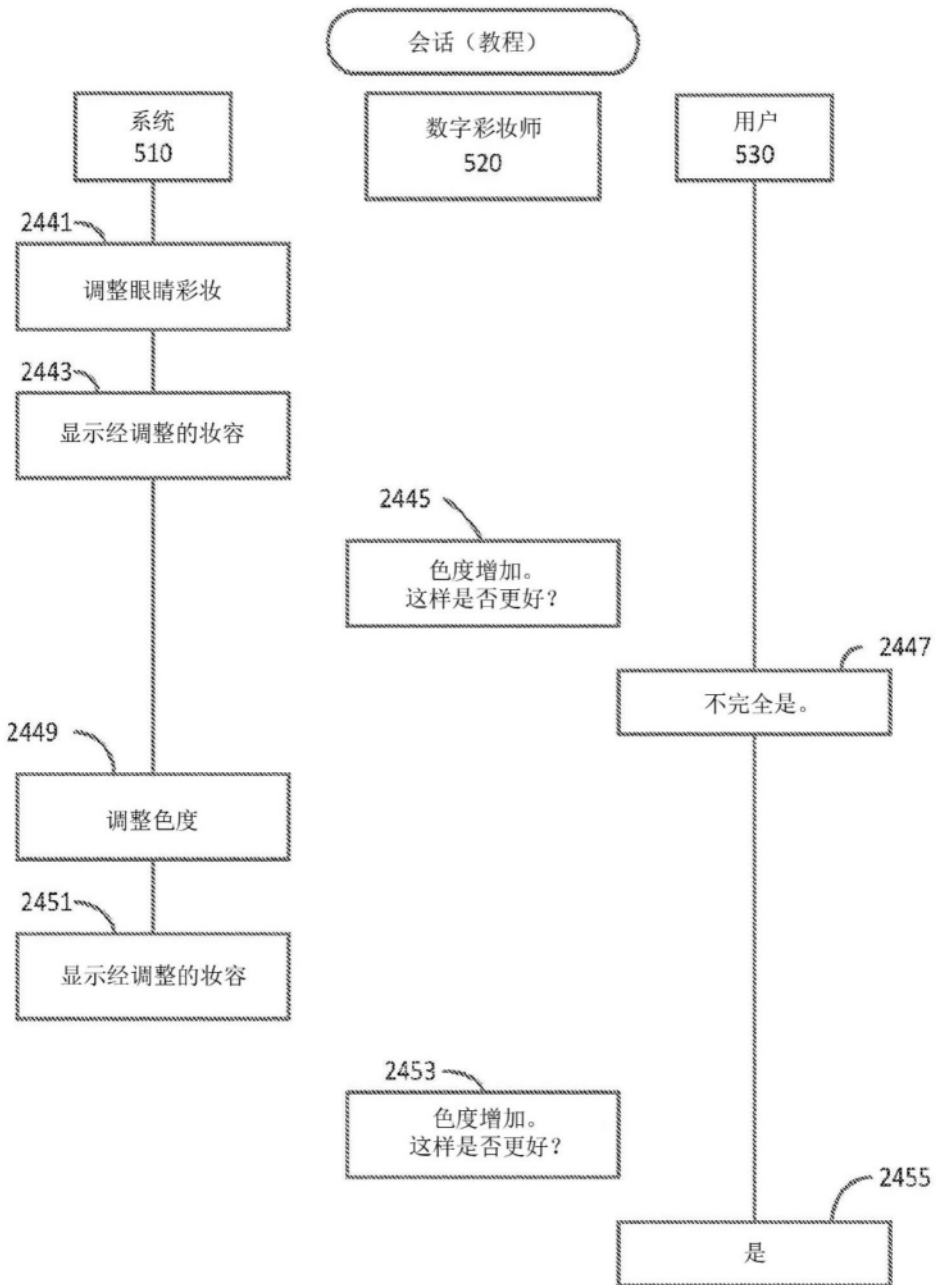 会话（教程）
系统
510
数字彩妆师
520
用户
530
2441
调整眼睛彩妆
2443
显示经调整的妆容
2445
色度增加。
这样是否更好？
2447
不完全是。
2449
调整色度
2451
显示经调整的妆容
2453
色度增加。
这样是否更好？
2455
是